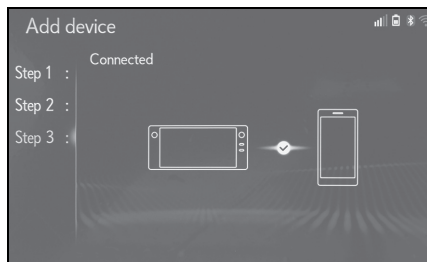 Add device
Connected
Step 1 :
Step 2 :
Step 3 :